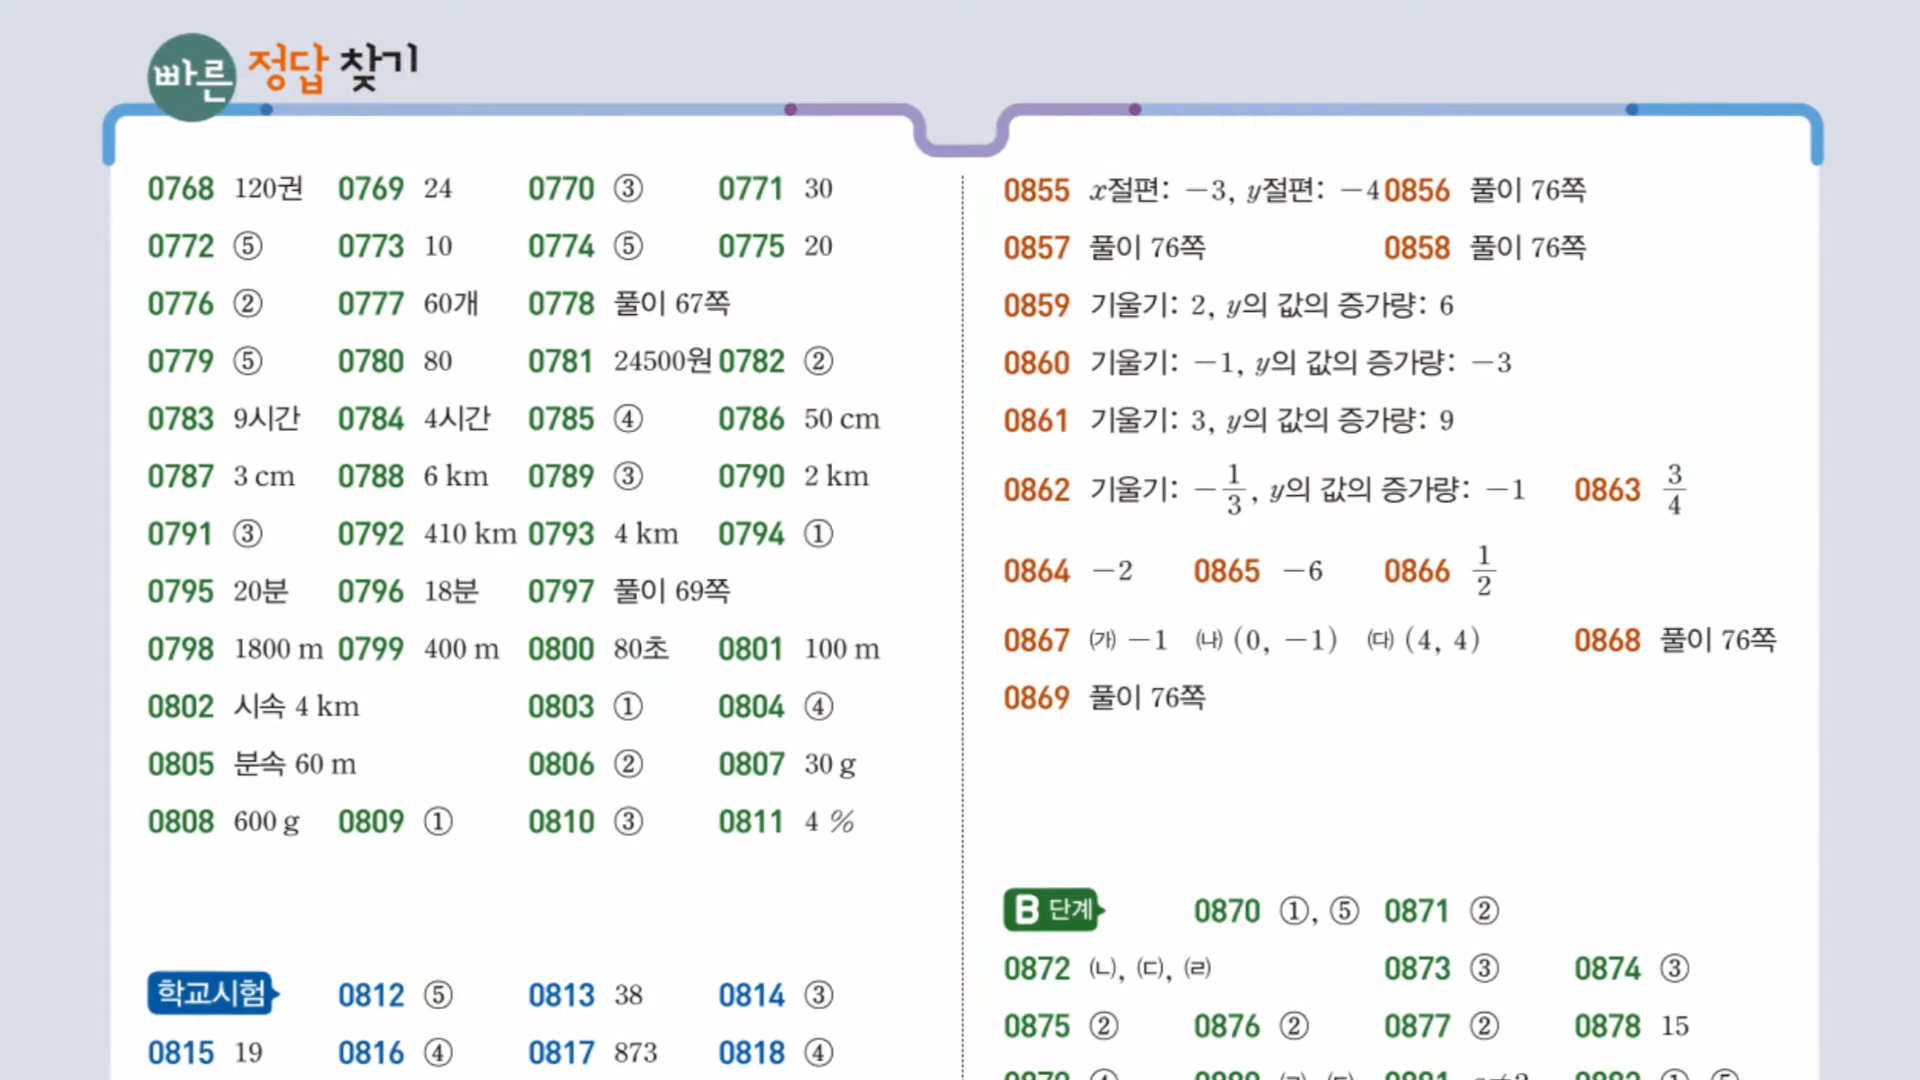 빠른 정답 찾기
0768 120권 0769 24 0770 ③ 0771 30
0772 ⑤ 0773 10 0774 ⑤ 0775 20
0776 ② 0777 60개 0778 풀이 67쪽
0779 ⑤ 0780 80 0781 24500원 0782 ②
0783 9시간 0784 4시간 0785 ④ 0786 50 cm
0787 3 cm 0788 6 km 0789 ③ 0790 2 km
0791 ③ 0792 410 km 0793 4 km 0794 ①
0795 20분 0796 18분 0797 풀이 69쪽
0798 1800 m 0799 400 m 0800 80초 0801 100 m
0802 시속 4 km 0803 ① 0804 ④
0805 분속 60 m 0806 ② 0807 30 g
0808 600 g 0809 ① 0810 ③ 0811 4 %
학교시험 0812 ⑤ 0813 38 0814 ③
0815 19 0816 ④ 0817 873 0818 ④
0855 x절편: −3, y절편: −4 0856 풀이 76쪽
0857 풀이 76쪽 0858 풀이 76쪽
0859 기울기: 2, y의 값의 증가량: 6
0860 기울기: −1, y의 값의 증가량: −3
0861 기울기: 3, y의 값의 증가량: 9
0862 기울기: −1/3, y의 값의 증가량: −1 0863 3/4
0864 −2 0865 −6 0866 1/2
0867 ㈎ −1 ㈏ (0, −1) ㈐ (4, 4) 0868 풀이 76쪽
0869 풀이 76쪽
B 단계 0870 ①, ⑤ 0871 ②
0872 ㈁, ㈂, ㈃ 0873 ③ 0874 ③
0875 ② 0876 ② 0877 ② 0878 15